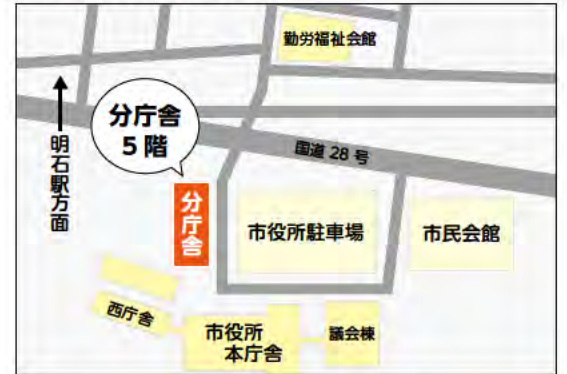 勤労福祉会館
分庁舎
5階
明石駅方面
国道28号
分庁舎
市役所駐車場
市民会館
西庁舎
市役所
本庁舎
議会棟